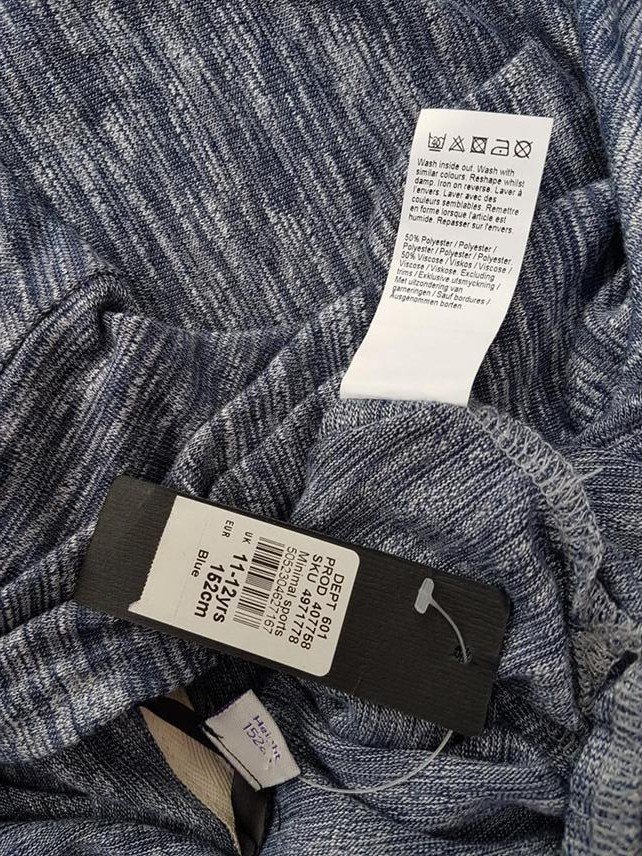 Wash inside out. Wash with
similar colours. Reshape whilst
damp. Iron on reverse. Laver à
l'envers. Laver avec des
couleurs semblables. Remettre
en forme lorsque l'article est
humide. Repasser sur l'envers.
50% Polyester / Polyester /
Polyester / Polyester / Polyester.
50% Viscose / Viskos / Viscose /
Viscose / Viskose. Excluding
trims / Exklusive utsmyckning /
Met uitzondering van
garneringen / Sauf bordures /
Ausgenommen borten.
DEPT 601
PROD 407758
SKU 4971778
Minimal sports
5052304627167
UK 11-12yrs
EUR 152cm
Blue
Height